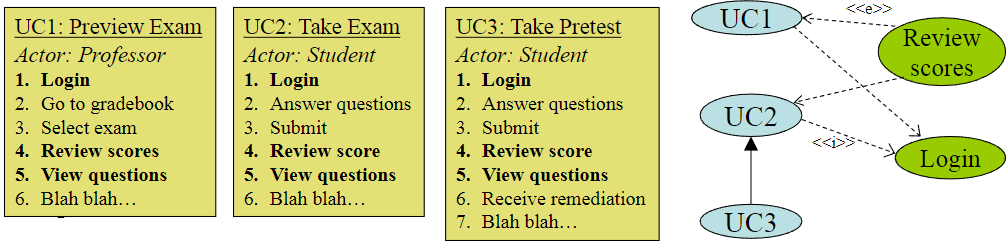 UC1: Preview Exam
Actor: Professor
1. Login
2. Go to gradebook
3. Select exam
4. Review scores
5. View questions
6. Blah blah…
UC2: Take Exam
Actor: Student
1. Login
2. Answer questions
3. Submit
4. Review score
5. View questions
6. Blah blah…
UC3: Take Pretest
Actor: Student
1. Login
2. Answer questions
3. Submit
4. Review score
5. View questions
6. Receive remediation
7. Blah blah…
UC1
<<e>>
Review
scores
UC2
<<i>>
Login
UC3